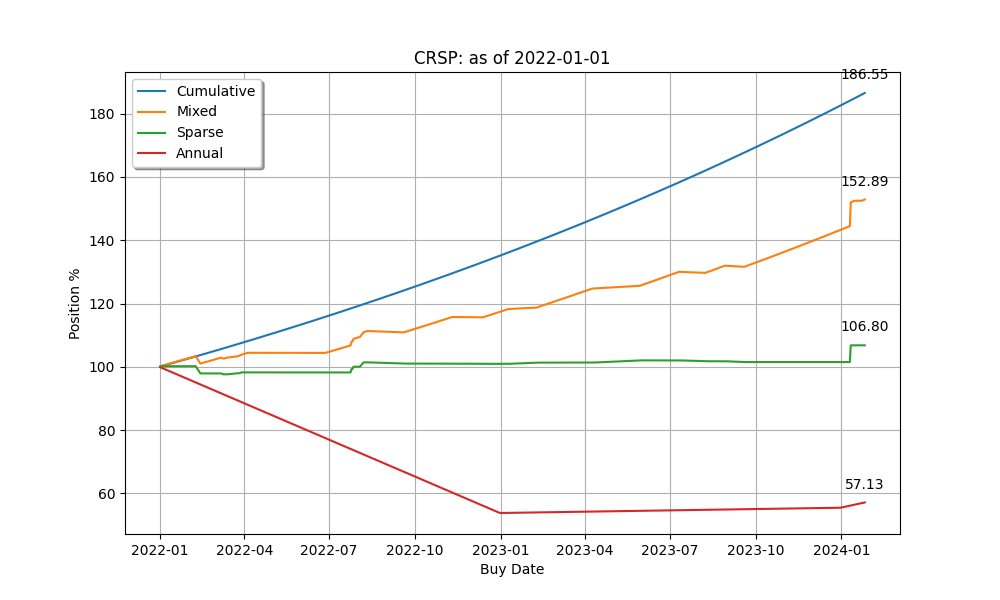 CRSP: as of 2022-01-01
Cumulative
Mixed
Sparse
Annual
186.55
152.89
106.80
57.13
Position %
180
160
140
120
100
80
60
2022-01
2022-04
2022-07
2022-10
2023-01
2023-04
2023-07
2023-10
2024-01
Buy Date